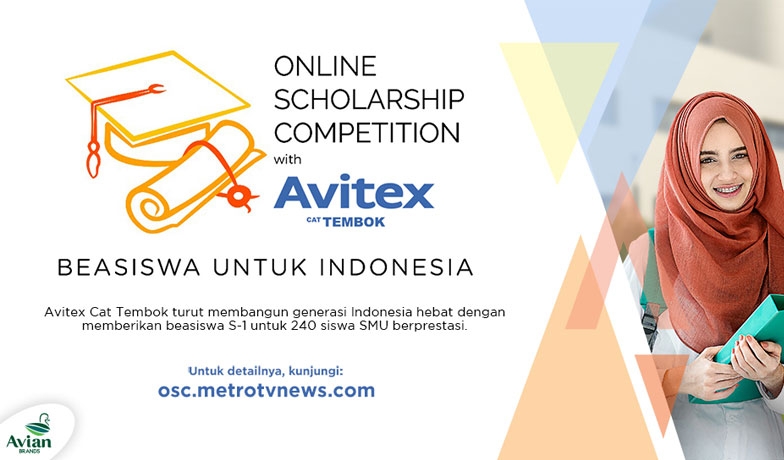 ONLINE
SCHOLARSHIP
COMPETITION
with
Avitex
CAT TEMBOK
BEASISWA UNTUK INDONESIA
Avitex Cat Tembok turut membangun generasi Indonesia hebat dengan
memberikan beasiswa S-1 untuk 240 siswa SMU berprestasi.
Untuk detailnya, kunjungi:
osc.metrotvnews.com
Avian
BRANDS